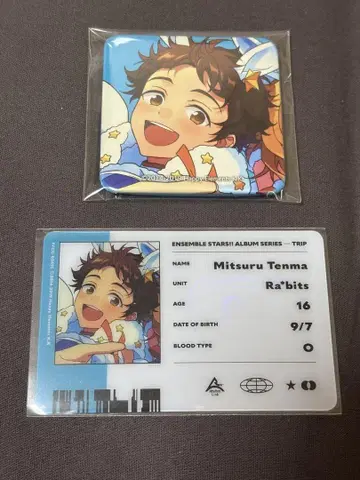 ENSEMBLE STARS!! ALBUM SERIES — TRIP
NAME Mitsuru Tenma
UNIT Ra*bits
AGE 16
DATE OF BIRTH 9/7
BLOOD TYPE O